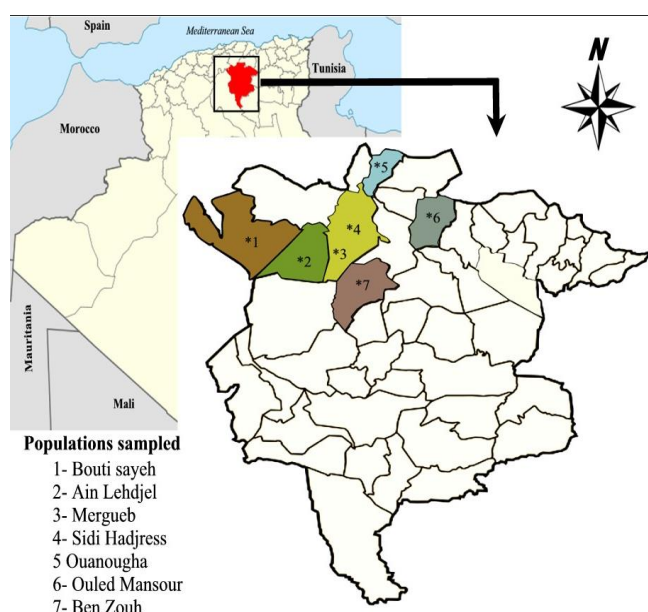 Spain
Mediterranean Sea
Tunisia
Morocco
Mauritania
Mali
N
*5
*4
*6
*1
*2
*3
*7
Populations sampled
1- Bouti sayeh
2- Ain Lehdjel
3- Mergueb
4- Sidi Hadjress
5 Ouanougha
6- Ouled Mansour
7- Ben Zouh